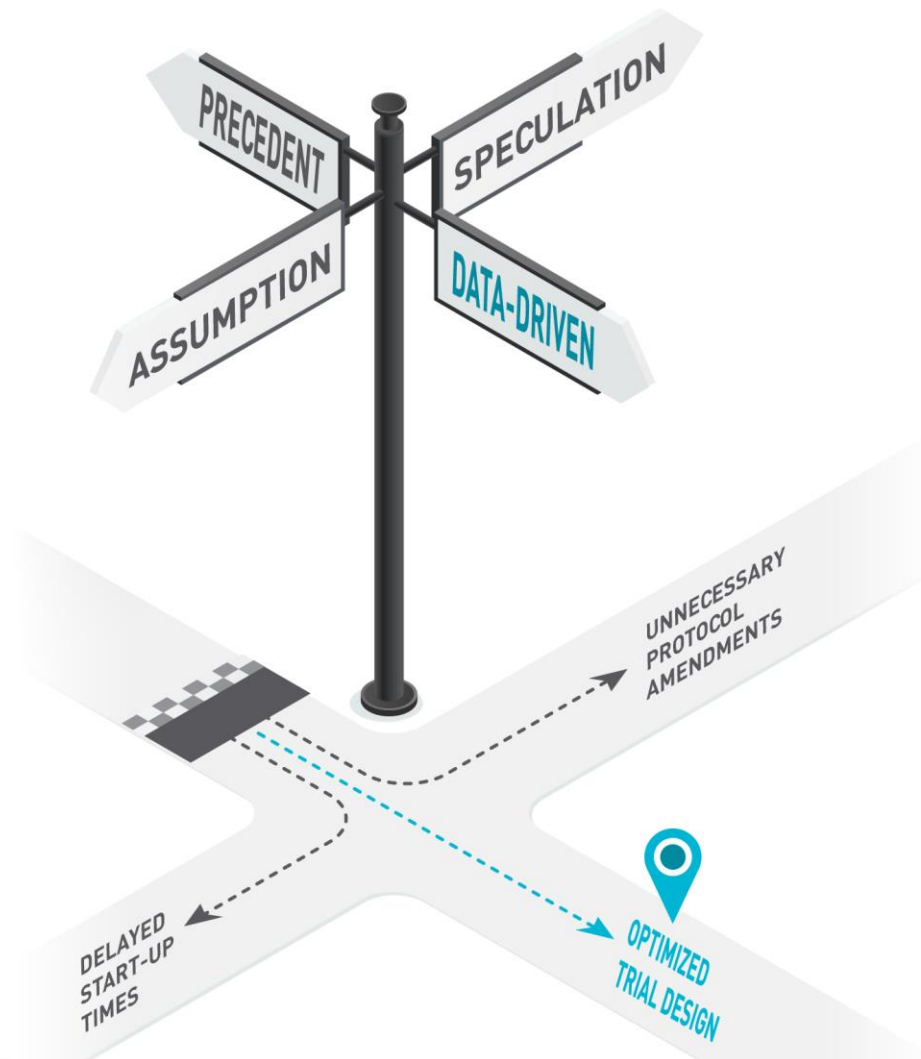 PRECEDENT
SPECULATION
ASSUMPTION
DATA-DRIVEN
UNNECESSARY
PROTOCOL
AMENDMENTS
DELAYED
START-UP
TIMES
OPTIMIZED
TRIAL DESIGN